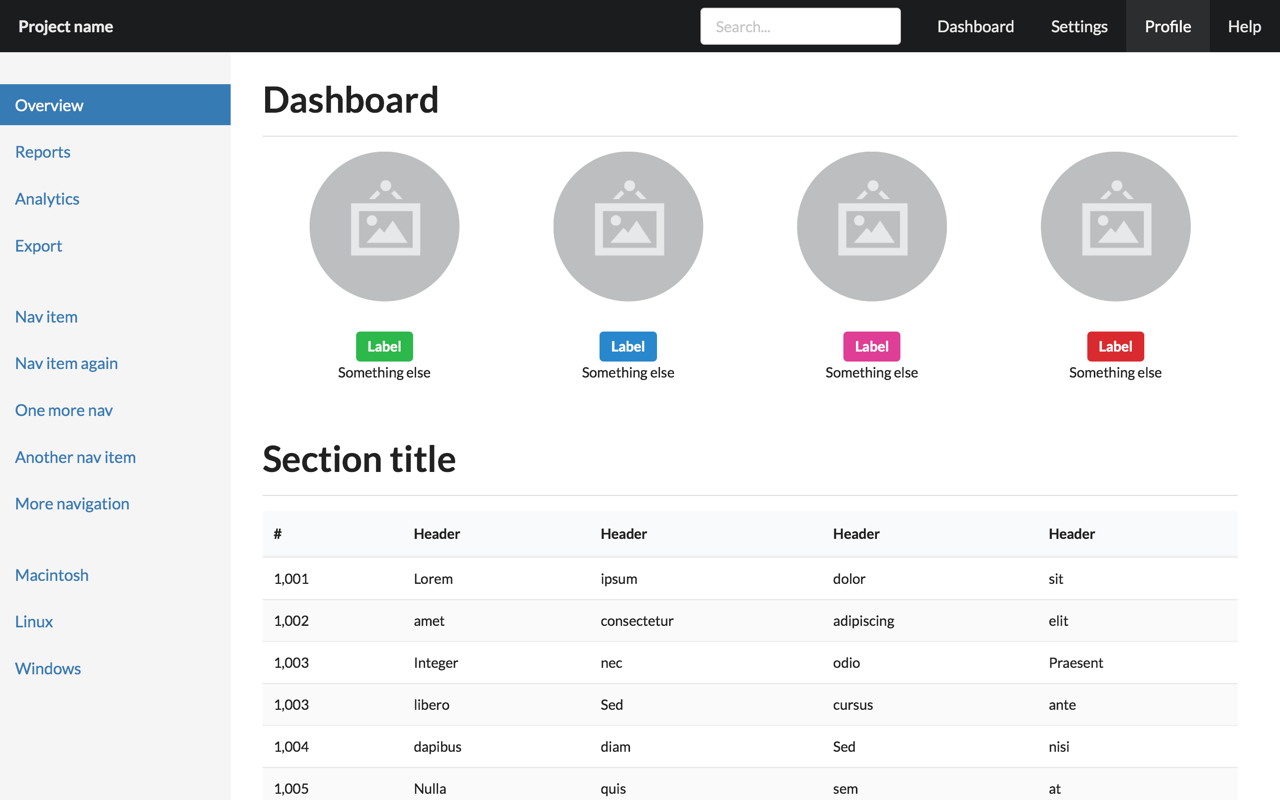 Project name
Search...
Dashboard
Settings
Profile
Help
Overview
Reports
Analytics
Export
Nav item
Nav item again
One more nav
Another nav item
More navigation
Macintosh
Linux
Windows
Dashboard
Label Label Label Label
Something else Something else Something else Something else
Section title
# Header Header Header Header
1,001 Lorem ipsum dolor sit
1,002 amet consectetur adipiscing elit
1,003 Integer nec odio Praesent
1,003 libero Sed cursus ante
1,004 dapibus diam Sed nisi
1,005 Nulla quis sem at